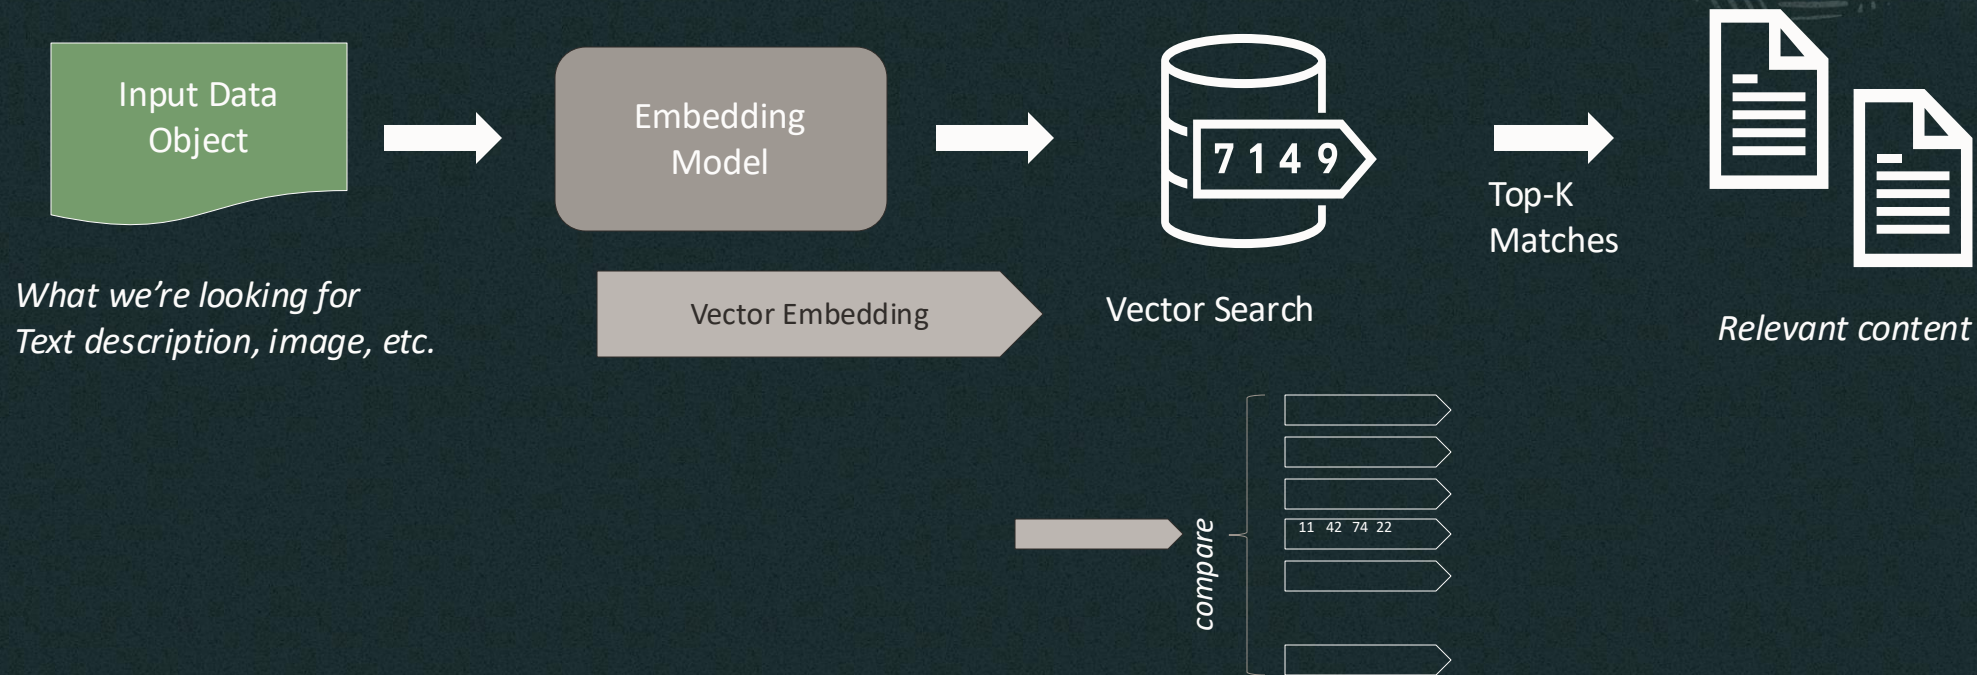 Input Data
Object
Embedding
Model
7 1 4 9
Top-K
Matches
What we’re looking for
Text description, image, etc.
Vector Embedding
Vector Search
Relevant content
compare
11 42 74 22